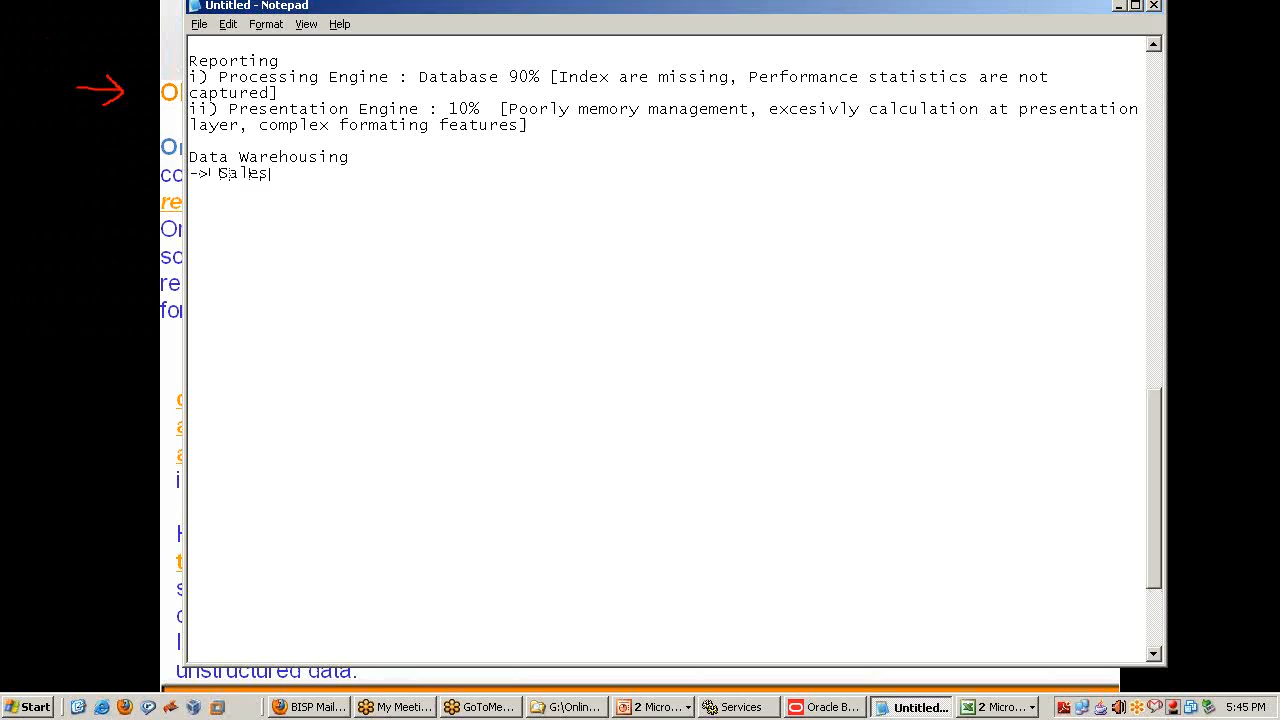 Untitled - Notepad
File Edit Format View Help
Reporting
i) Processing Engine : Database 90% [Index are missing, Performance statistics are not
captured]
ii) Presentation Engine : 10% [Poorly memory management, excesivly calculation at presentation
layer, complex formating features]
Data Warehousing
-> Sales
re
for
unstructured data.
Start BISP Mail... My Meeti... GoToMe... G:\Onlin... 2 Micro... Services Oracle B... Untitled... 2 Micro... 5:45 PM